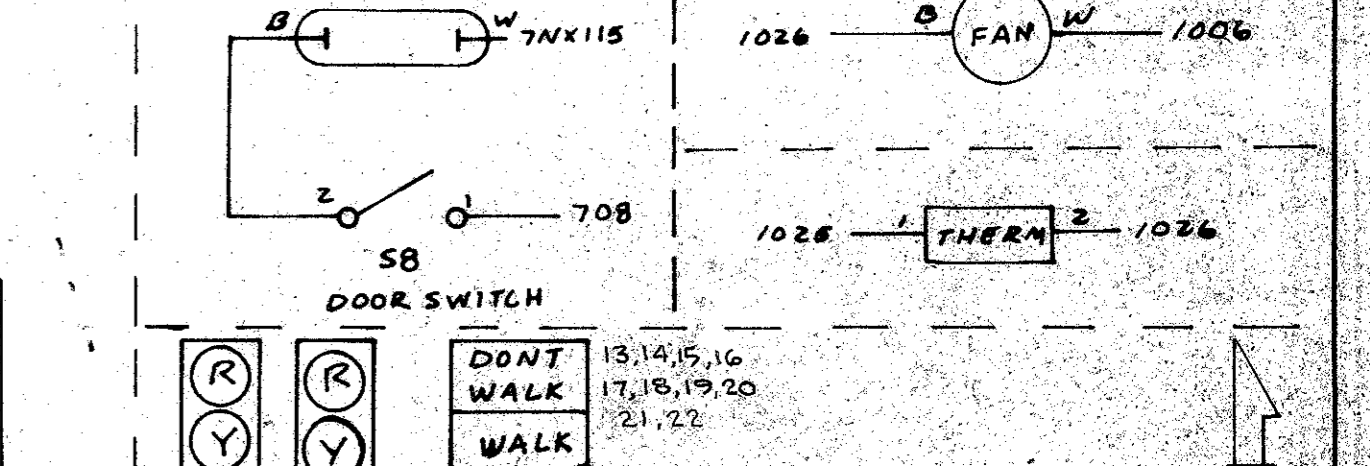 B W 7NX115
1026 B FAN W 1006
2 1 708
S8
DOOR SWITCH
1025 1 THERM 2 1026
R R
Y Y
DONT WALK
WALK
13,14,15,16
17,18,19,20
21,22